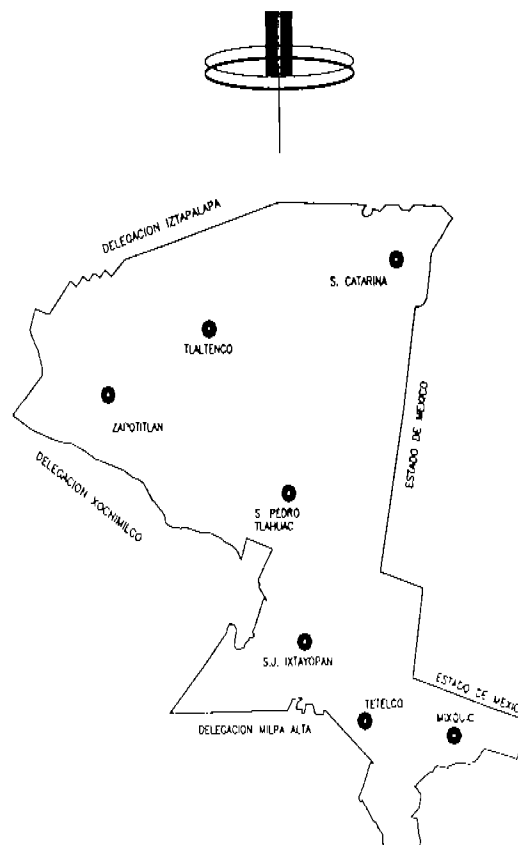 DELEGACION IZTAPALAPA
S. CATARINA
TLALTENCO
ZAPOTITLAN
ESTADO DE MEXICO
DELEGACION XOCHIMILCO
S PEDRO
TLAHUAC
S.J. IXTAYOPAN
ESTADO DE MEXICO
TETELCO
MIXQUIC
DELEGACION MILPA ALTA